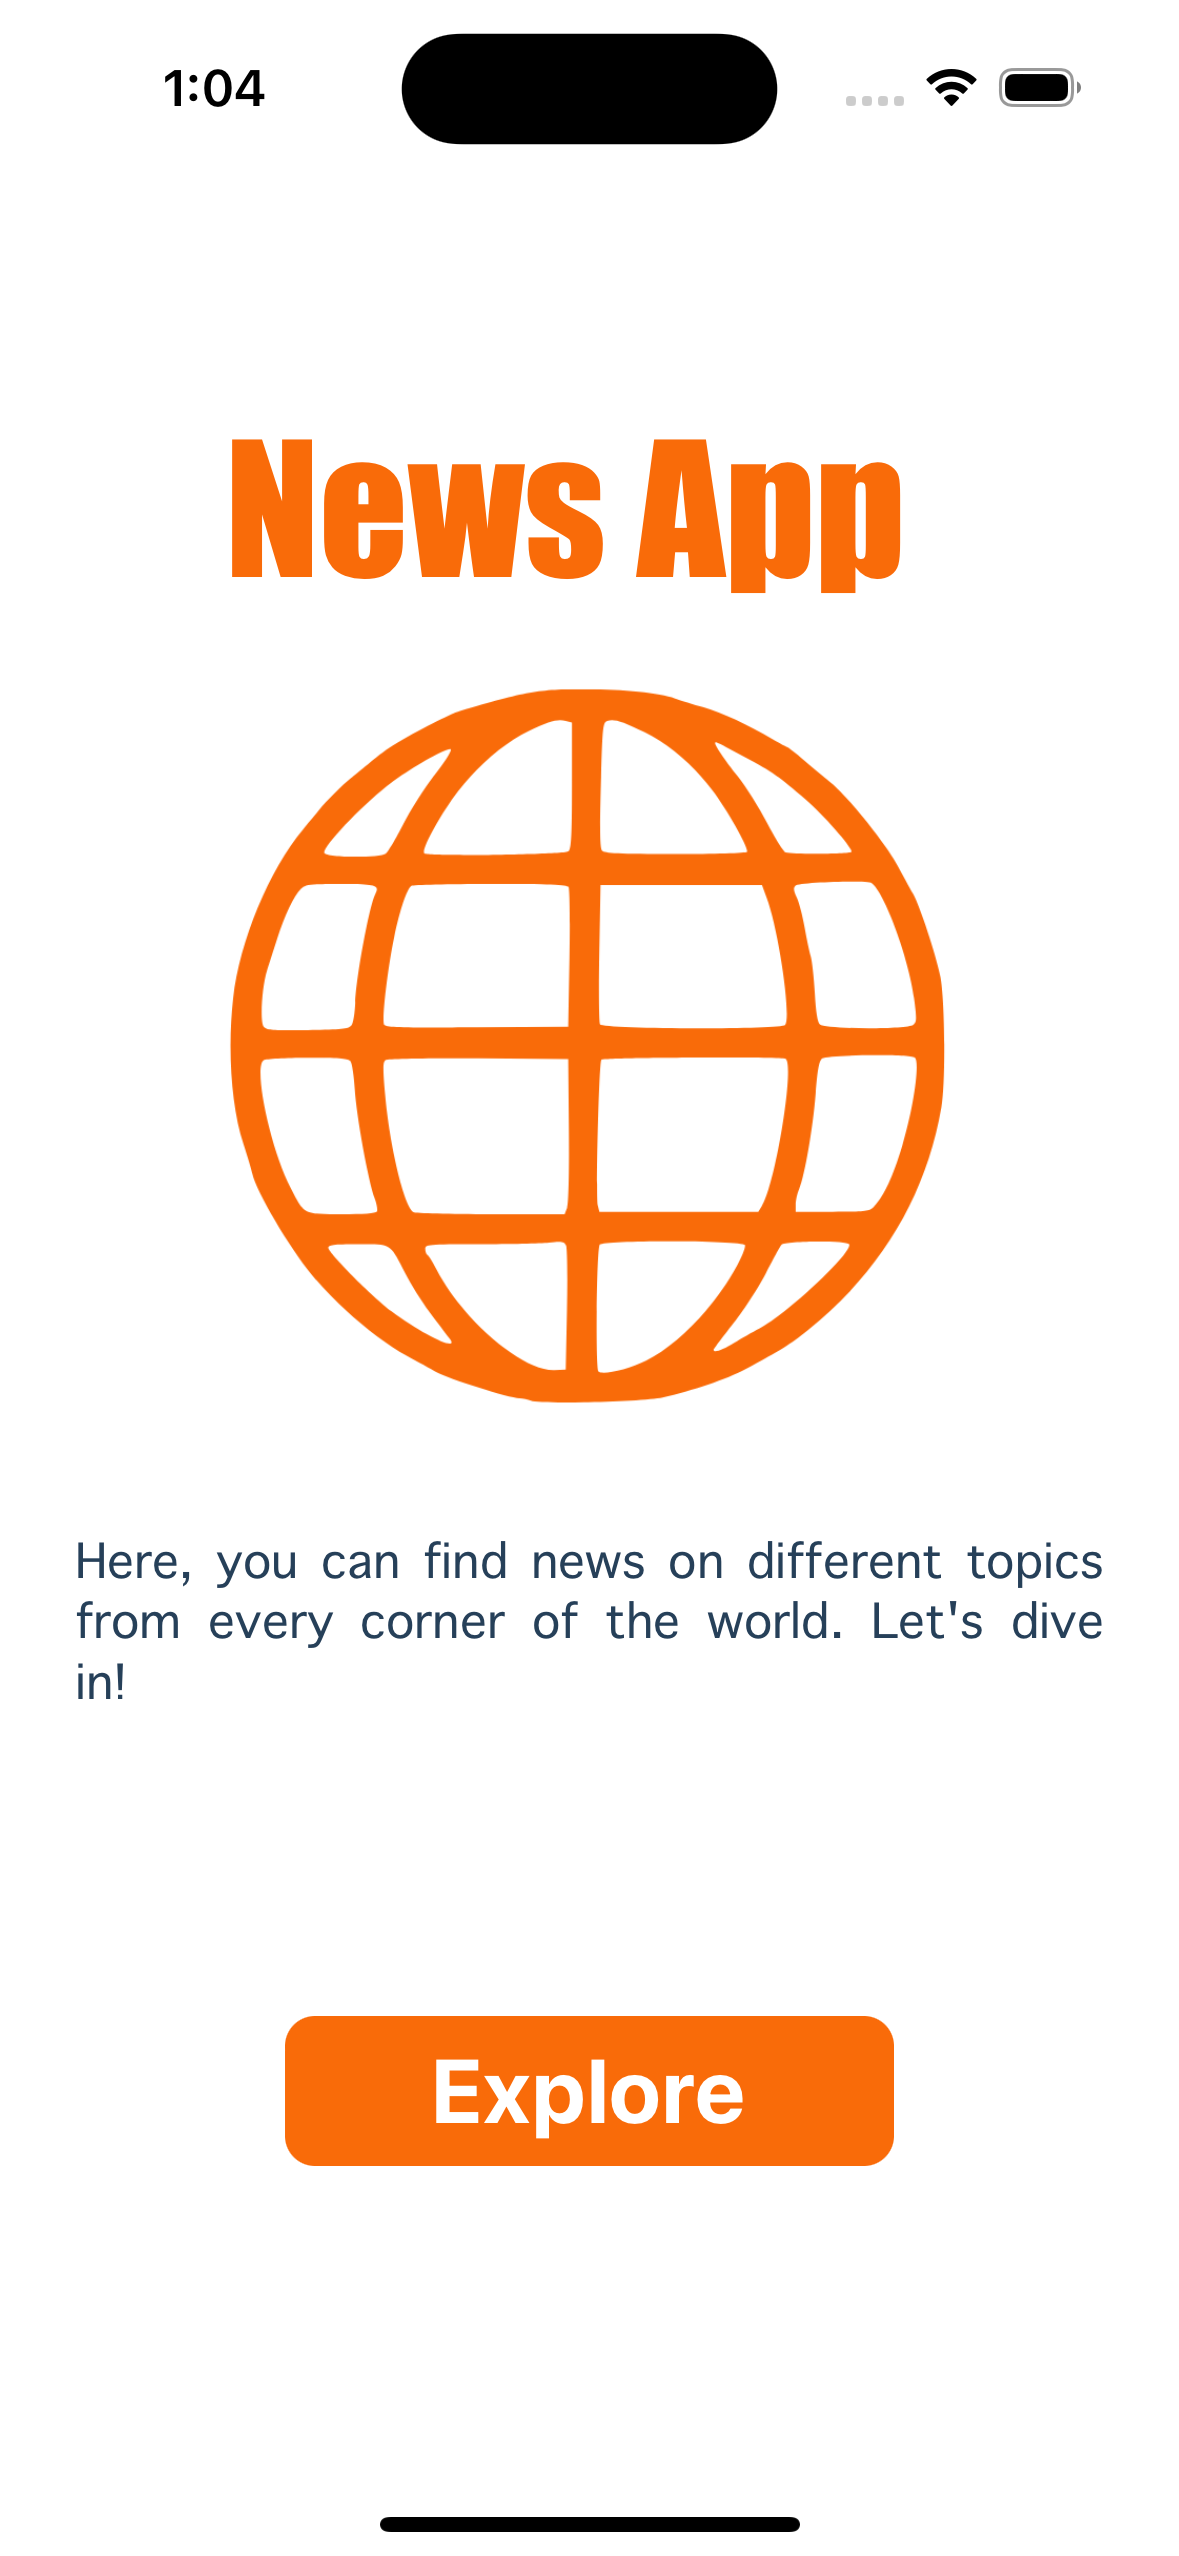 1:04
News App
Here, you can find news on different topics
from every corner of the world. Let's dive
in!
Explore